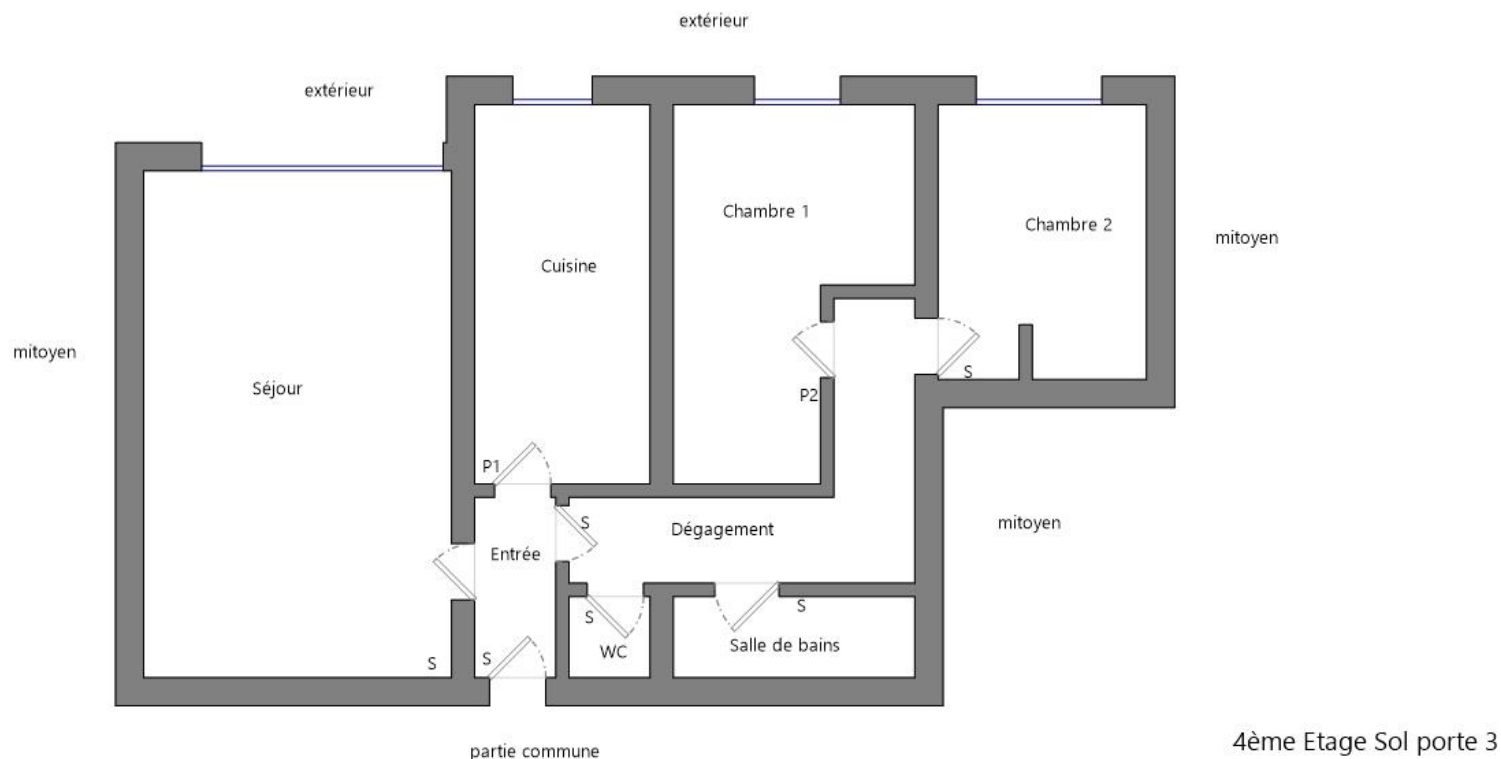 extérieur
extérieur
Chambre 1
Chambre 2
mitoyen
Cuisine
mitoyen
Séjour
S
P2
P1
S
mitoyen
Dégagement
Entrée
S
S
WC
Salle de bains
S
S
partie commune
4ème Etage Sol porte 3